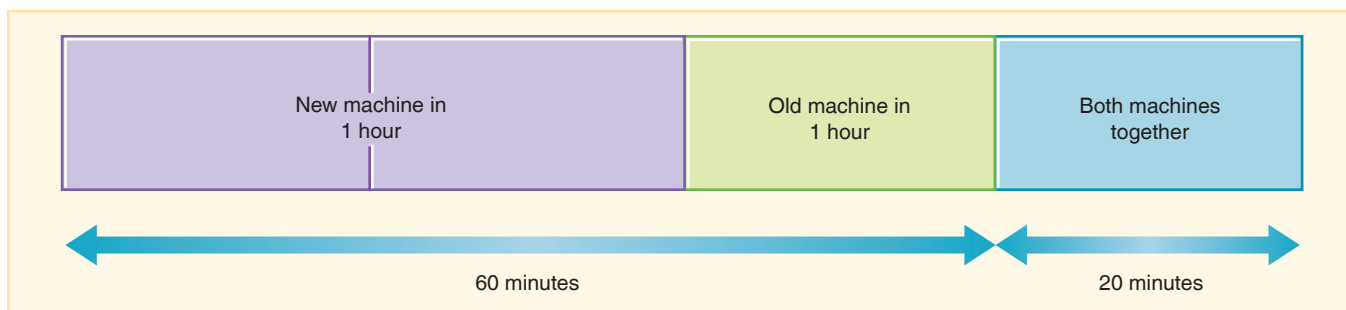 New machine in
1 hour
Old machine in
1 hour
Both machines
together
60 minutes
20 minutes